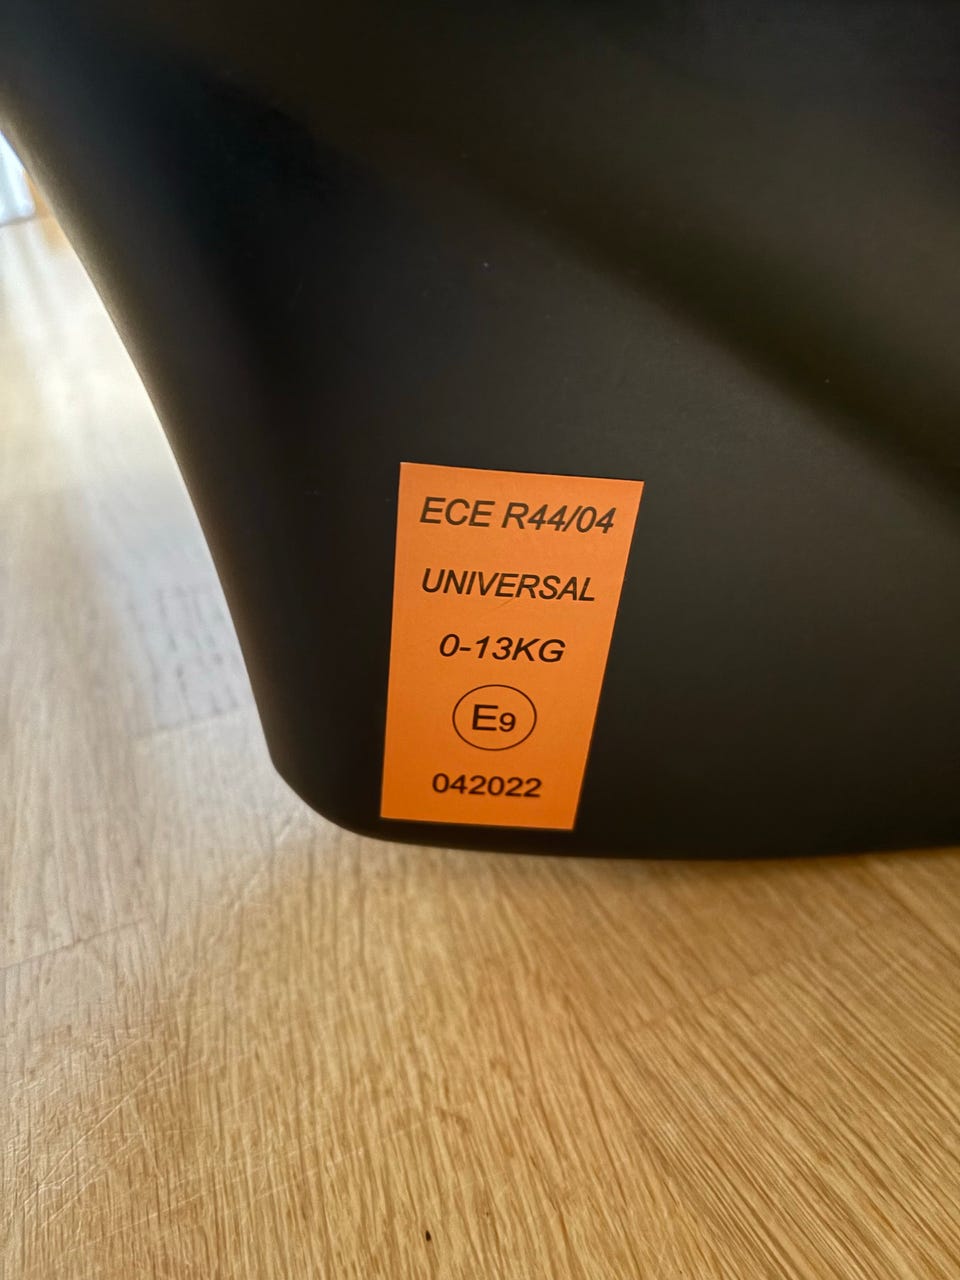 ECE R44/04
UNIVERSAL
0-13KG
E9
042022